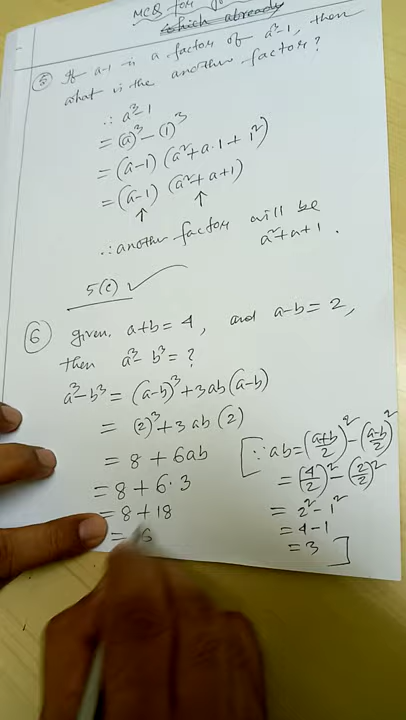 MCQ for
which already
⑤ If a-1 is a factor of a³-1, then
what is the another factor?
∴ a³-1
= (a)³-(1)³
= (a-1) (a²+a.1+1²)
= (a-1) (a²+a+1)
↑ ↑
∴ another factor will be
a²+a+1.
5(c) ✓
⑥ given, a+b=4, and a-b=2,
then a³-b³=?
a³-b³ = (a-b)³+3ab(a-b)
= (2)³+3ab(2)
= 8+6ab
= 8+6·3
= 8+18
=
[∵ ab=(a+b/2)²-(a-b/2)²
= (4/2)²-(2/2)²
= 2²-1²
= 4-1
= 3 ]